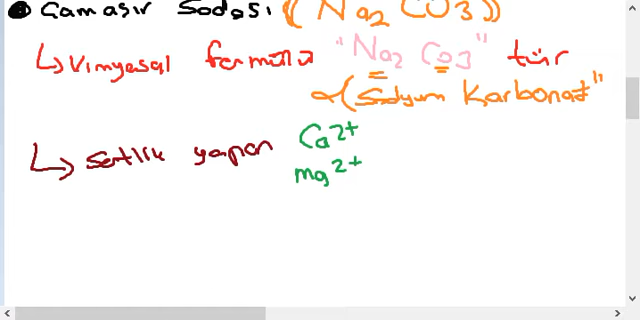 Çamaşır Sodası ((Na2CO3))
Kimyasal formülü "Na2CO3" tür
(Sodyum Karbonat"
Sertlik yapan Ca2+
mg2+